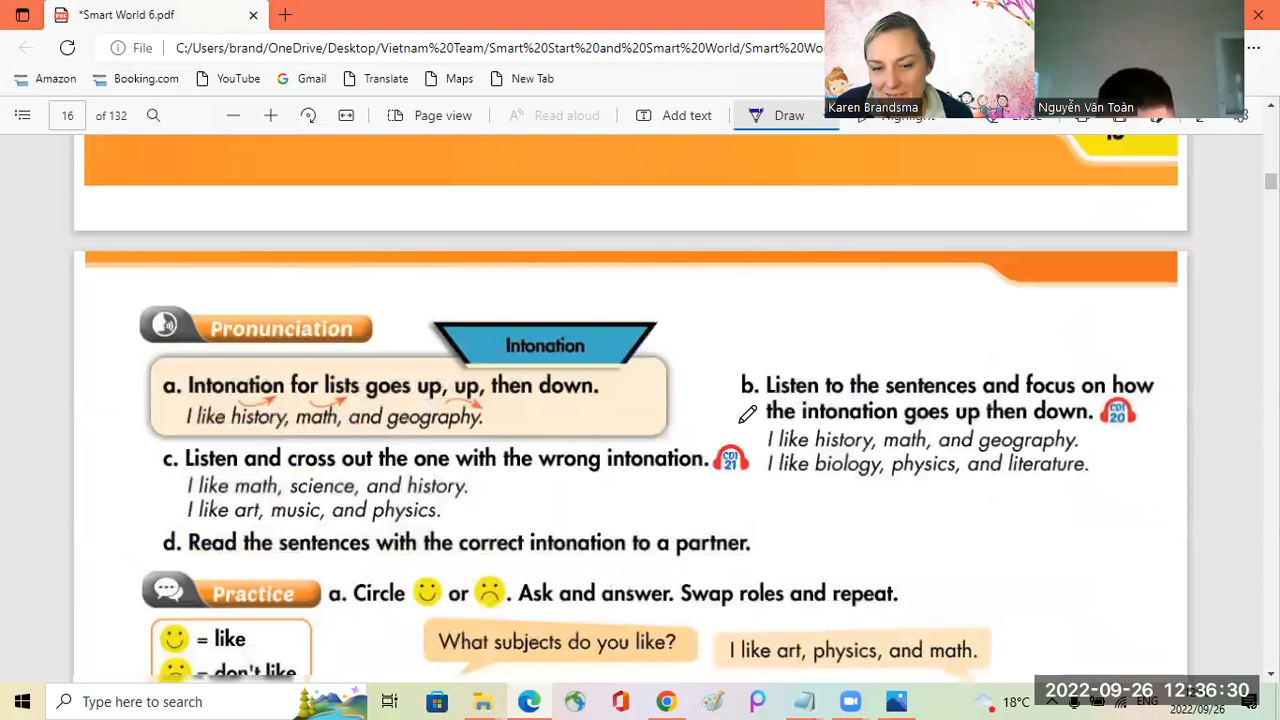 *Smart World 6.pdf
File
C:/Users/brand/OneDrive/Desktop/Vietnam%20Team/Smart%20Start%20and%20Smart%20World/Smart%20Wo
Amazon
Booking.com
YouTube
Gmail
Translate
Maps
New Tab
Karen Brandsma
Nguyễn Văn Toàn
16 of 132
Page view
Read aloud
Add text
Draw
Pronunciation
Intonation
a. Intonation for lists goes up, up, then down.
I like history, math, and geography.
b. Listen to the sentences and focus on how
the intonation goes up then down. CD1 20
I like history, math, and geography.
I like biology, physics, and literature.
c. Listen and cross out the one with the wrong intonation. CD1 21
I like math, science, and history.
I like art, music, and physics.
d. Read the sentences with the correct intonation to a partner.
Practice
a. Circle or . Ask and answer. Swap roles and repeat.
= like
= don't like
What subjects do you like?
I like art, physics, and math.
Type here to search
18°C
ENG
2022-09-26 12:36:30
2022/09/26